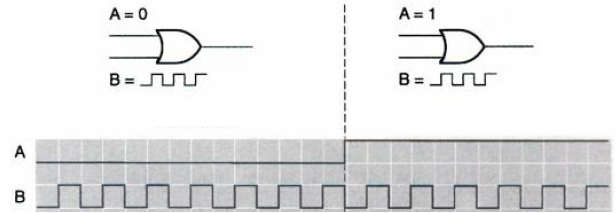 A = 0
B =
A = 1
B =
A
B